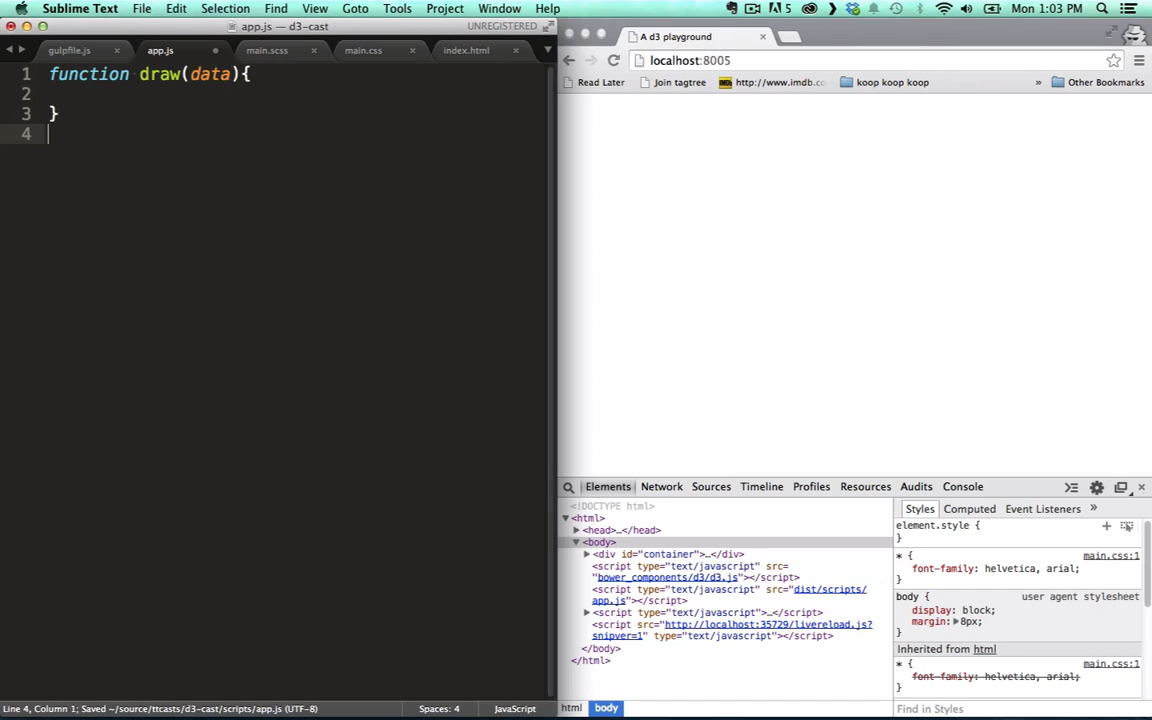 Sublime Text File Edit Selection Find View Goto Tools Project Window Help 5 Mon 1:03 PM
app.js — d3-cast UNREGISTERED
gulpfile.js × app.js main.scss × main.css × index.html ×
1 function draw(data){
2
3 }
4
Line 4, Column 1; Saved ~/source/ttcasts/d3-cast/scripts/app.js (UTF-8) Spaces: 4 JavaScript
A d3 playground ×
localhost:8005
Read Later Join tagtree IMDb http://www.imdb.co koop koop koop » Other Bookmarks
Elements Network Sources Timeline Profiles Resources Audits Console
<!DOCTYPE html>
<html>
<head>…</head>
<body>
<div id="container">…</div>
<script type="text/javascript" src=
"bower_components/d3/d3.js"></script>
<script type="text/javascript" src="dist/scripts/
app.js"></script>
<script type="text/javascript">…</script>
<script src="http://localhost:35729/livereload.js?
snipver=1" type="text/javascript"></script>
</body>
</html>
html body
Styles Computed Event Listeners »
element.style {
}
* { main.css:1
font-family: helvetica, arial;
}
body { user agent stylesheet
display: block;
margin: 8px;
}
Inherited from html
* { main.css:1
font-family: helvetica, arial;
}
Find in Styles